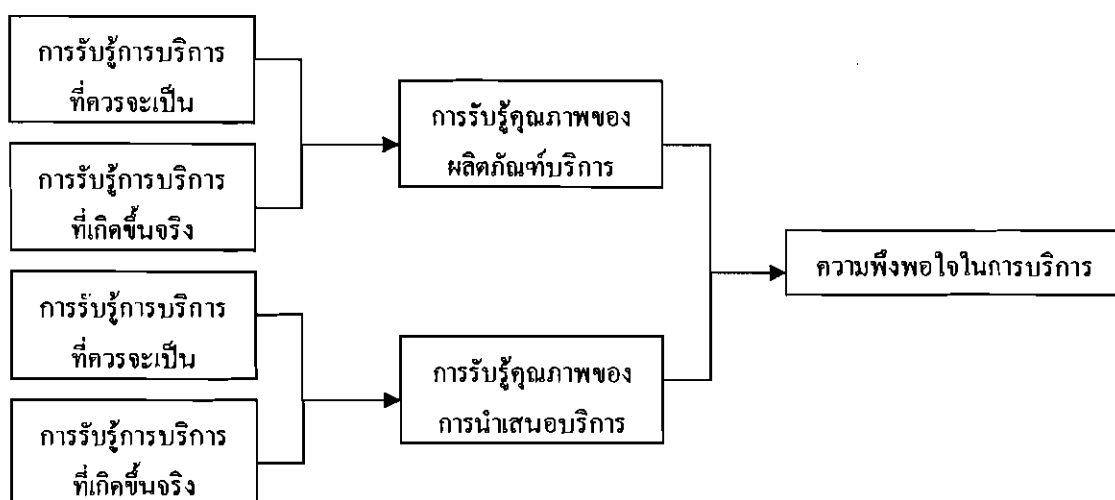 การรับรู้การบริการ
ที่ควรจะเป็น
การรับรู้การบริการ
ที่เกิดขึ้นจริง
การรับรู้การบริการ
ที่ควรจะเป็น
การรับรู้การบริการ
ที่เกิดขึ้นจริง
การรับรู้คุณภาพของ
ผลิตภัณฑ์บริการ
การรับรู้คุณภาพของ
การนำเสนอบริการ
ความพึงพอใจในการบริการ